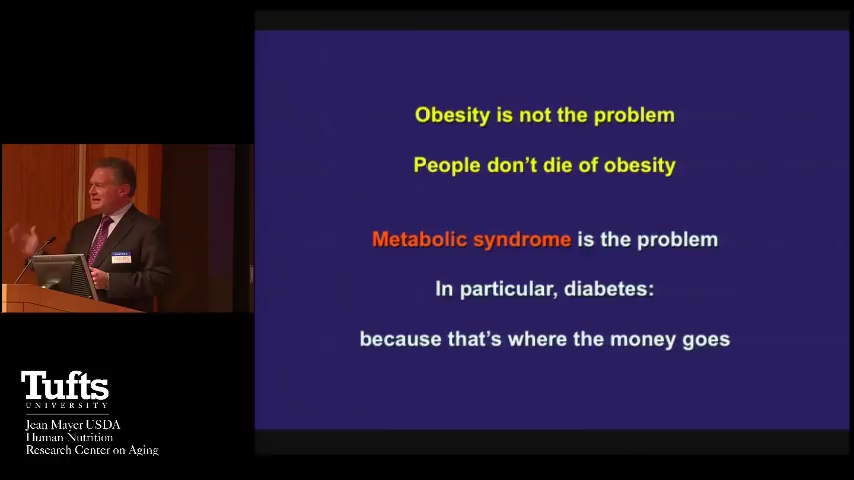 Obesity is not the problem
People don't die of obesity
Metabolic syndrome is the problem
In particular, diabetes:
because that's where the money goes
Tufts
UNIVERSITY
Jean Mayer USDA
Human Nutrition
Research Center on Aging